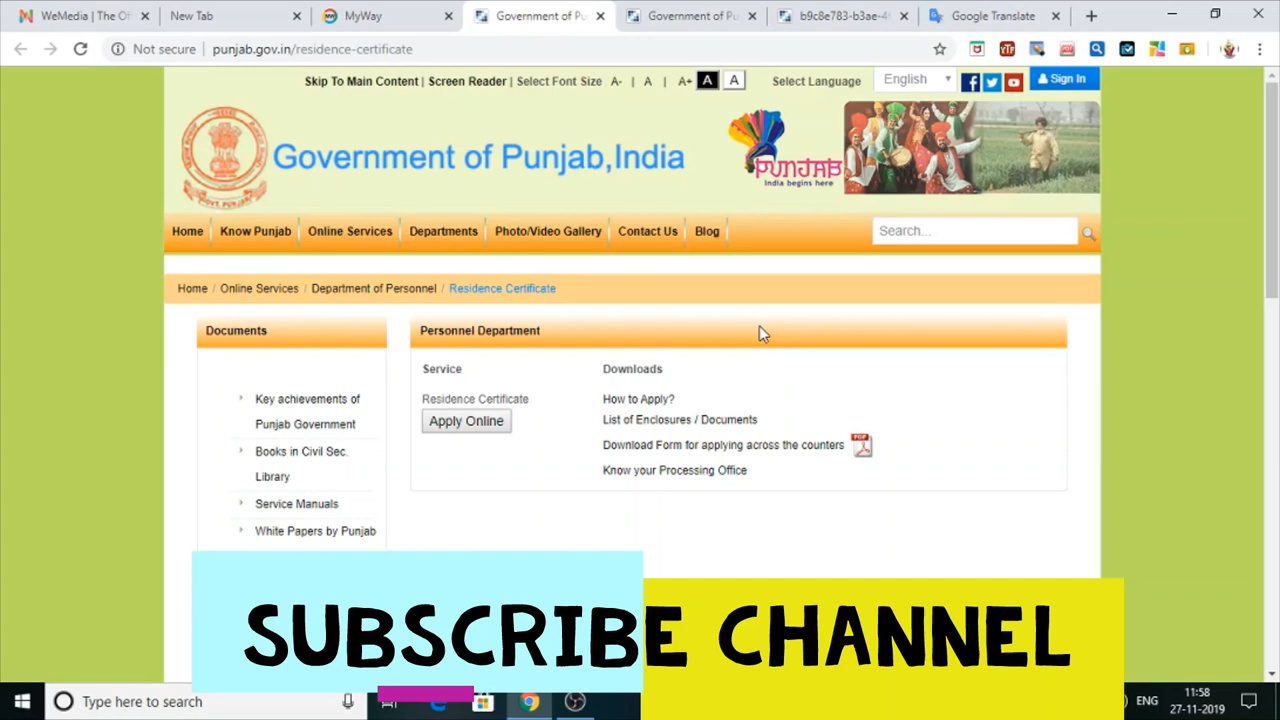 WeMedia | The Of
New Tab
MyWay
Government of Pu
Government of Pu
b9c8e783-b3ae-4
Google Translate
Not secure | punjab.gov.in/residence-certificate
Skip To Main Content | Screen Reader | Select Font Size A- | A | A+ A A Select Language English Sign In
Government of Punjab,India
PUNJAB
India begins here
Home Know Punjab Online Services Departments Photo/Video Gallery Contact Us Blog Search...
Home / Online Services / Department of Personnel / Residence Certificate
Documents
Key achievements of
Punjab Government
Books in Civil Sec.
Library
Service Manuals
White Papers by Punjab
Personnel Department
Service Downloads
Residence Certificate How to Apply?
Apply Online List of Enclosures / Documents
Download Form for applying across the counters PDF
Know your Processing Office
SUBSCRIBE CHANNEL
Type here to search
ENG
11:58
27-11-2019